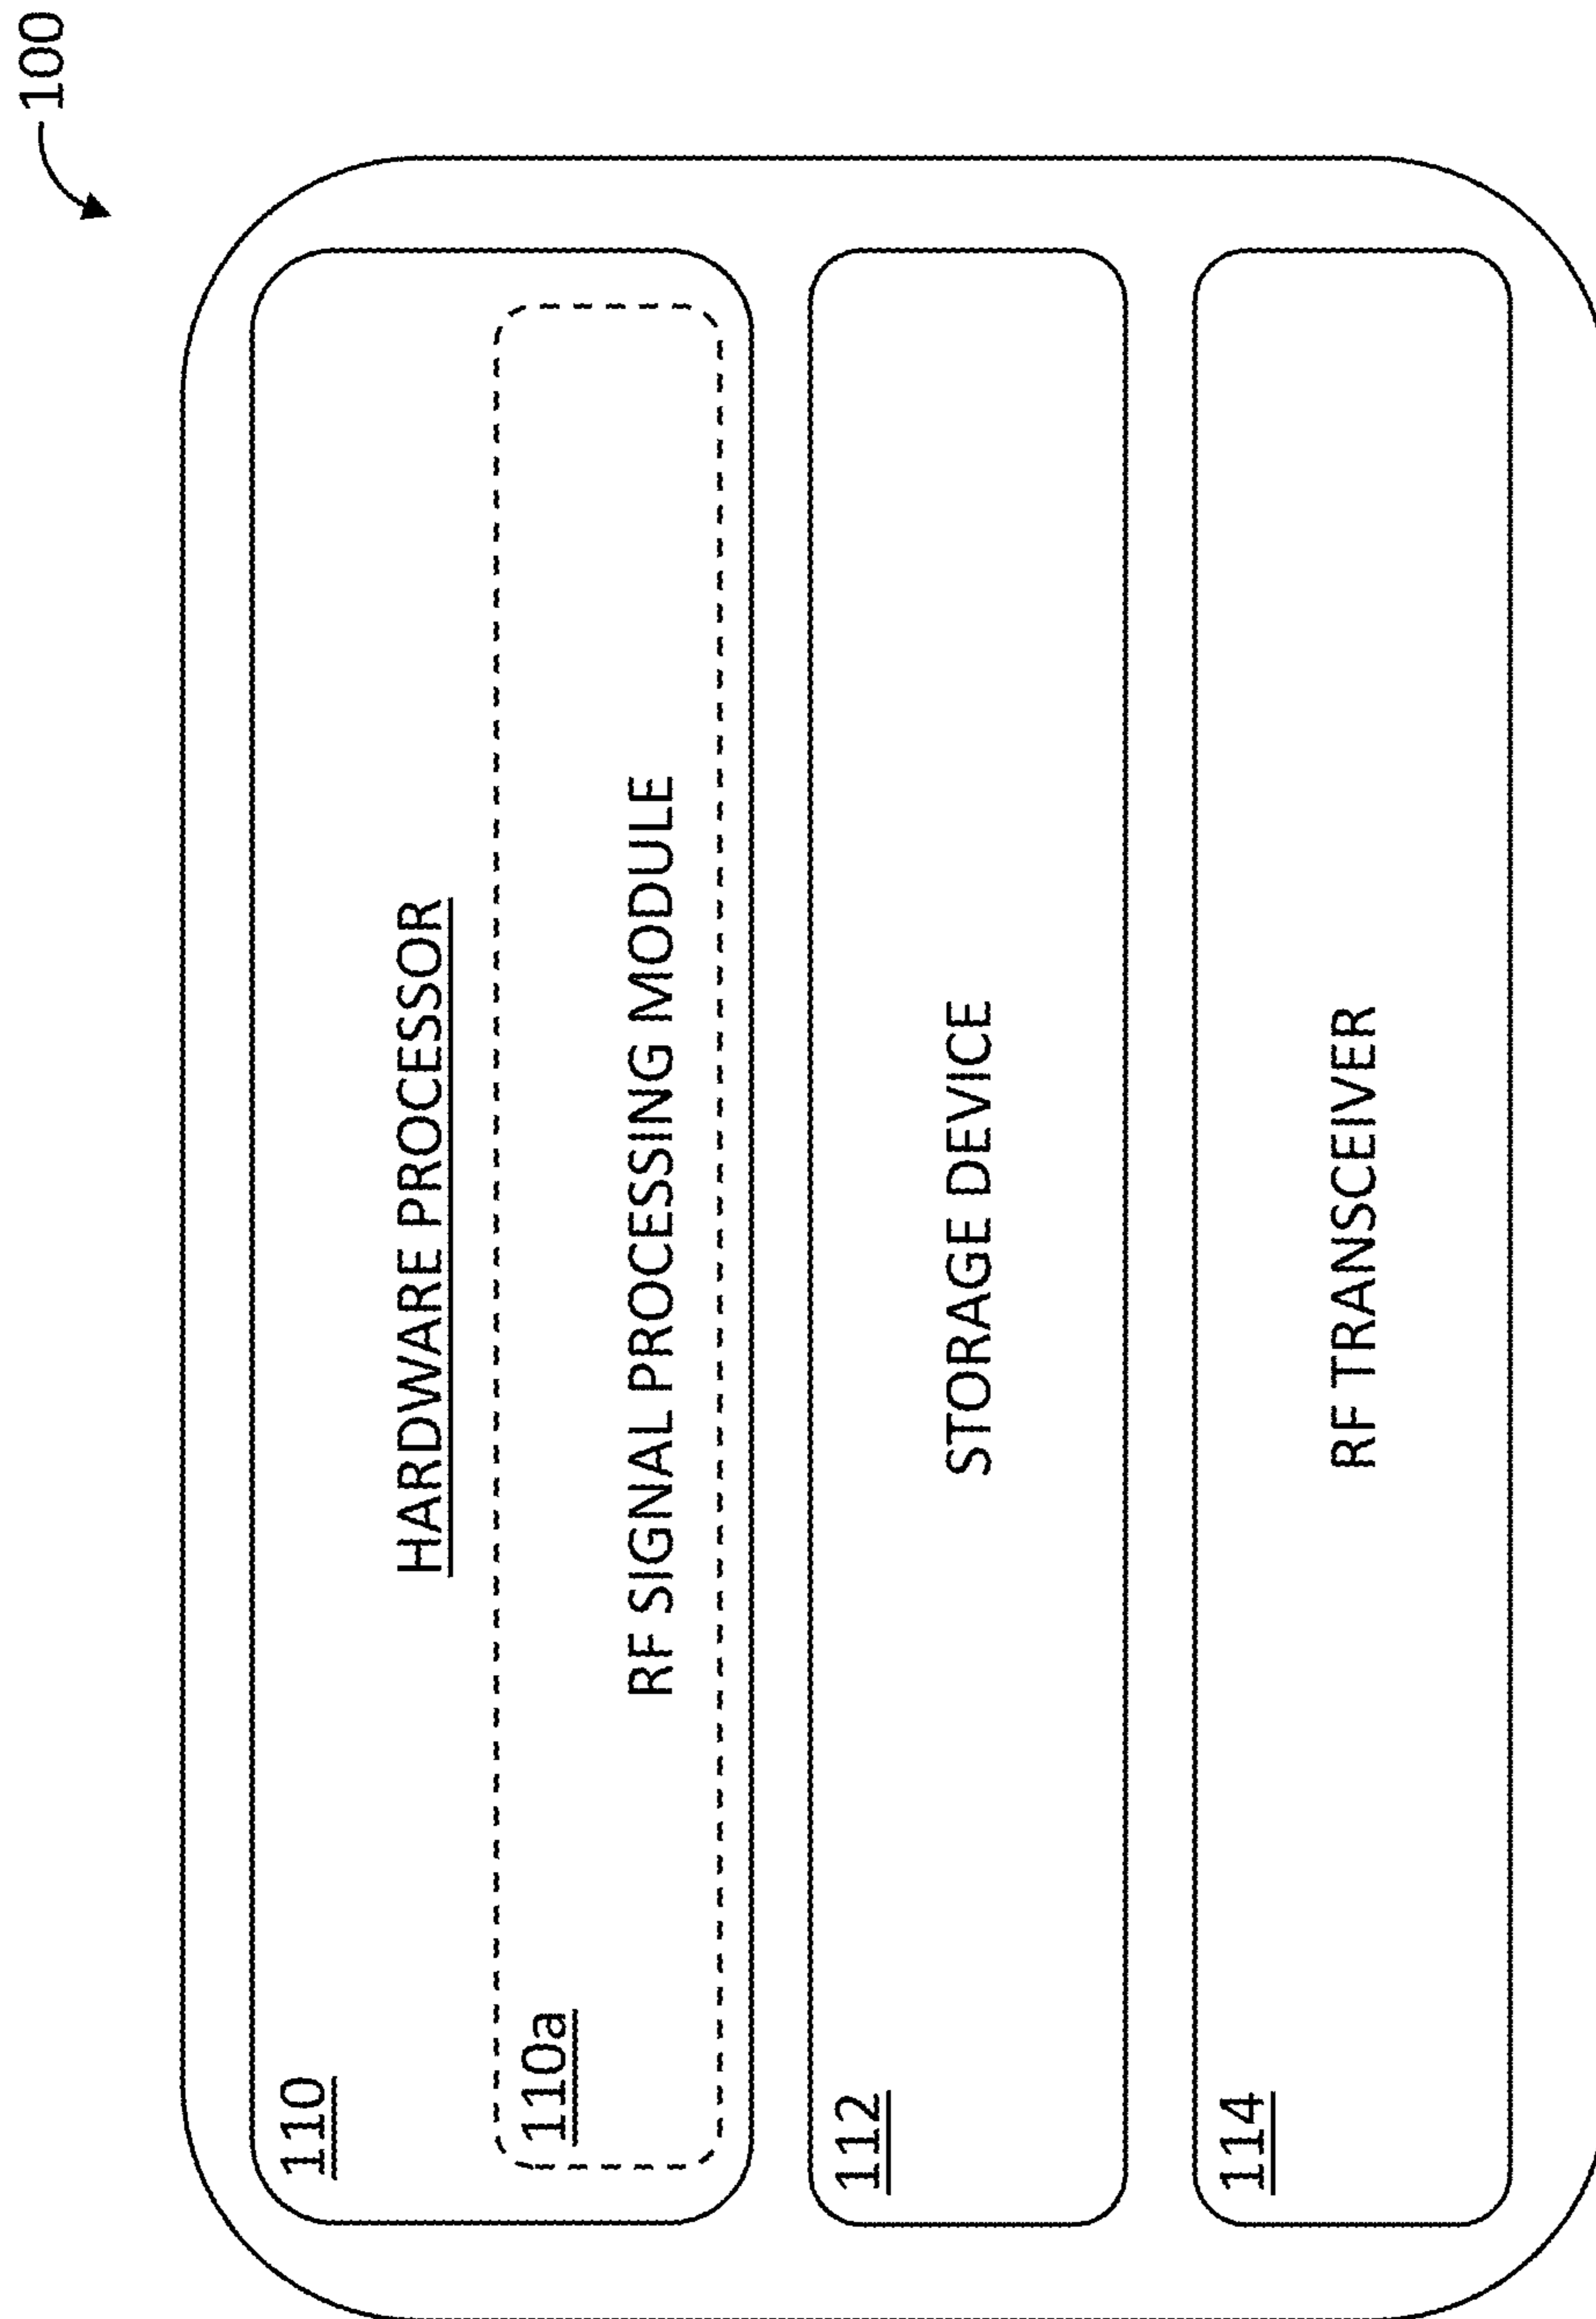 100
110
HARDWARE PROCESSOR
110a
RF SIGNAL PROCESSING MODULE
112
STORAGE DEVICE
114
RF TRANSCEIVER